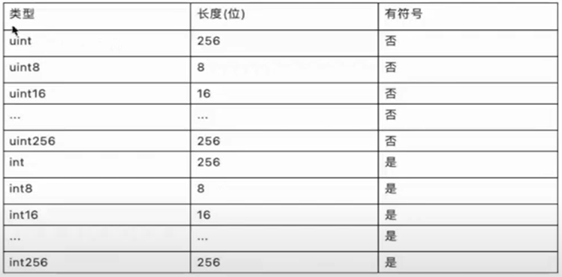 类型 长度(位) 有符号
uint 256 否
uint8 8 否
uint16 16 否
... ... 否
uint256 256 否
int 256 是
int8 8 是
int16 16 是
... ... 是
int256 256 是